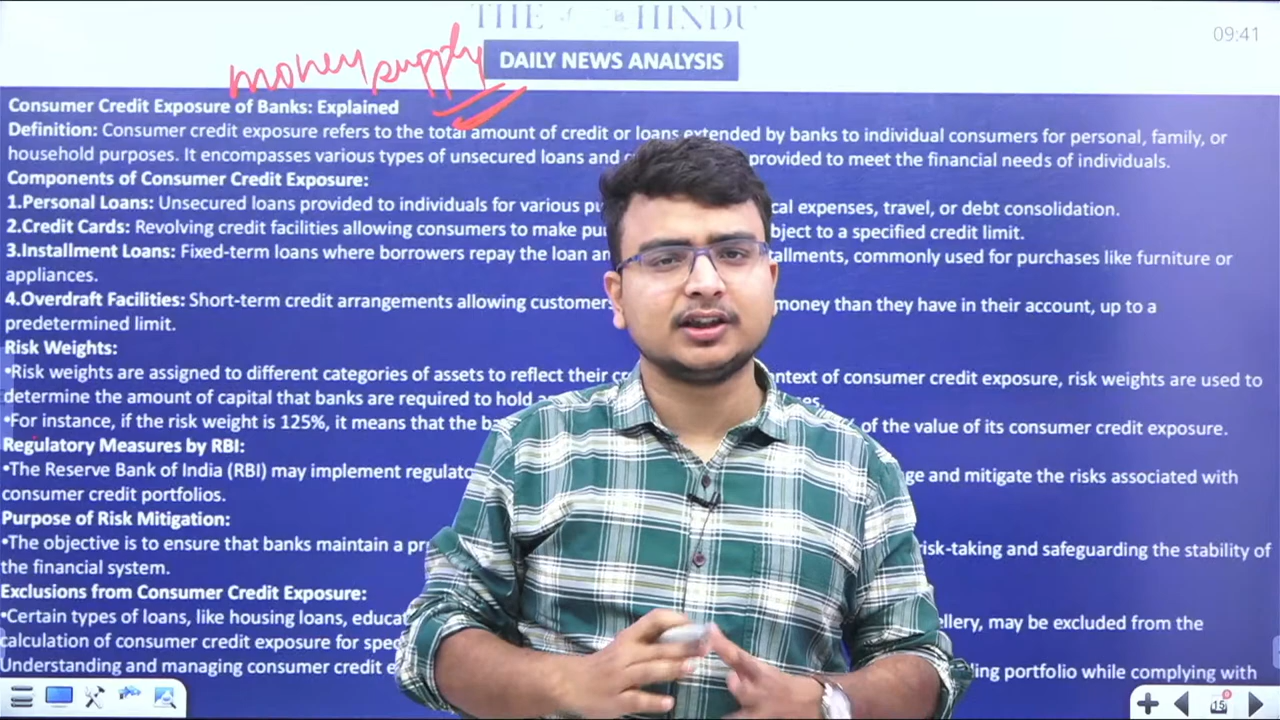 THE HINDU
09:41
money supply
DAILY NEWS ANALYSIS
Consumer Credit Exposure of Banks: Explained
Definition: Consumer credit exposure refers to the total amount of credit or loans extended by banks to individual consumers for personal, family, or
household purposes. It encompasses various types of unsecured loans and provided to meet the financial needs of individuals.
Components of Consumer Credit Exposure:
1.Personal Loans: Unsecured loans provided to individuals for various expenses, travel, or debt consolidation.
2.Credit Cards: Revolving credit facilities allowing consumers to make to a specified credit limit.
3.Installment Loans: Fixed-term loans where borrowers repay the loan commonly used for purchases like furniture or
appliances.
4.Overdraft Facilities: Short-term credit arrangements allowing money than they have in their account, up to a
predetermined limit.
Risk Weights:
•Risk weights are assigned to different categories of assets to reflect their of consumer credit exposure, risk weights are used to
determine the amount of capital that banks are required to hold
•For instance, if the risk weight is 125%, it means that the of the value of its consumer credit exposure.
Regulatory Measures by RBI:
•The Reserve Bank of India (RBI) may implement and mitigate the risks associated with
consumer credit portfolios.
Purpose of Risk Mitigation:
•The objective is to ensure that banks maintain a risk-taking and safeguarding the stability of
the financial system.
Exclusions from Consumer Credit Exposure:
•Certain types of loans, like housing loans, may be excluded from the
calculation of consumer credit exposure for
Understanding and managing consumer credit portfolio while complying with
15